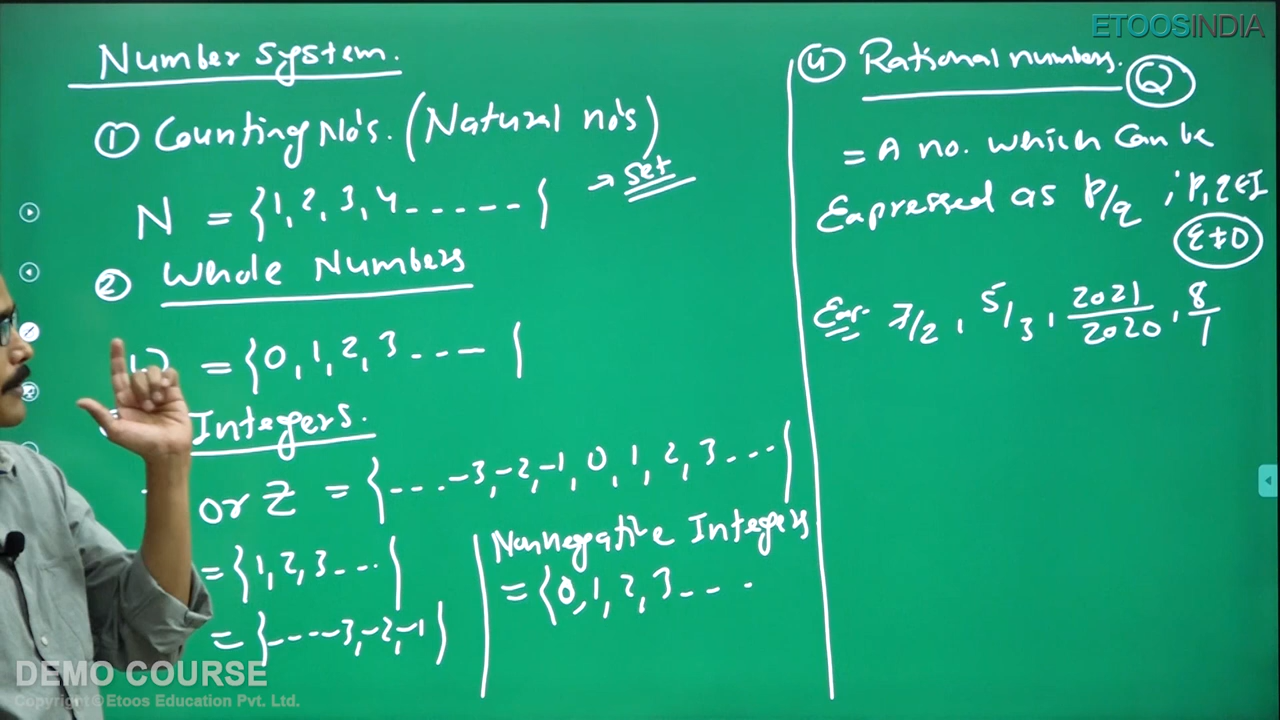 ETOOSINDIA
Number System.
① Counting No's. (Natural no's)
N = {1, 2, 3, 4 - - - - - - } → set
② Whole Numbers
= {0, 1, 2, 3 - - - - }
Integers.
or Z = {- - - -3, -2, -1, 0, 1, 2, 3 - - - }
= {1, 2, 3 - - - }
= {- - - -3, -2, -1}
Nonnegative Integers
= {0, 1, 2, 3 - - -
④ Rational numbers. Q
= A no. which can be
Expressed as P/q ; P, q ∈ I
q ≠ 0
Ex:- 7/2, 5/3, 2021/2020, 8/1
DEMO COURSE
Copyright © Etoos Education Pvt. Ltd.